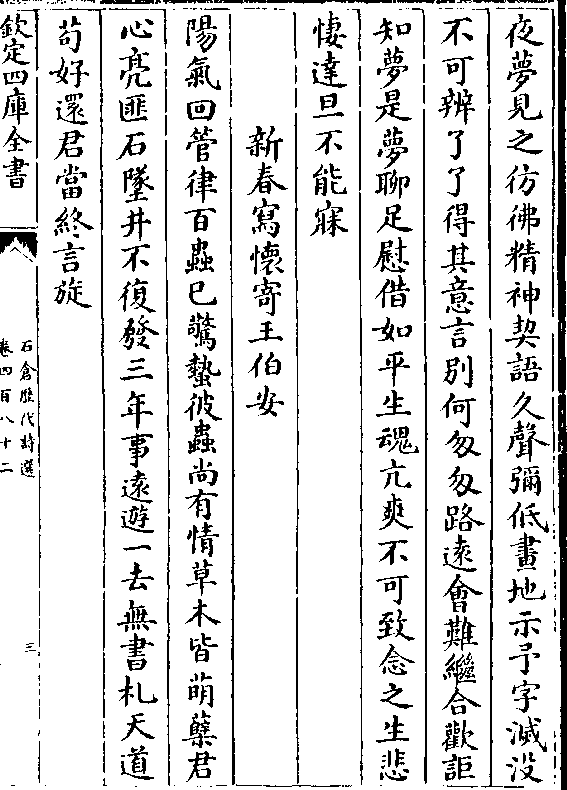 夜夢見之彷彿精神契語久聲彌低畫地示予字滅没
不可辨了了得其意言别何匆匆路遠會難繼合歡詎
知夢是夢聊足慰借如平生魂亢爽不可致念之生悲
悽達旦不能寐
新春寫懷寄王伯安
陽氣回管律百蟲已驚蟄彼蟲尚有情草木皆萌蘖君
心亮匪石墜井不復發三年事遠遊一去無書札天道
苟好還君當終言旋
欽定四庫全書
石倉歷代詩選
卷四百八十二
三